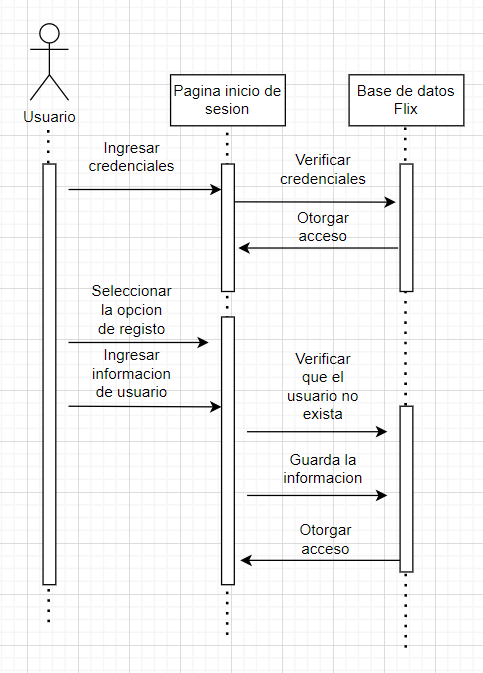 Usuario
Pagina inicio de
sesion
Base de datos
Flix
Ingresar
credenciales
Verificar
credenciales
Otorgar
acceso
Seleccionar
la opcion
de registo
Ingresar
informacion
de usuario
Verificar
que el
usuario no
exista
Guarda la
informacion
Otorgar
acceso